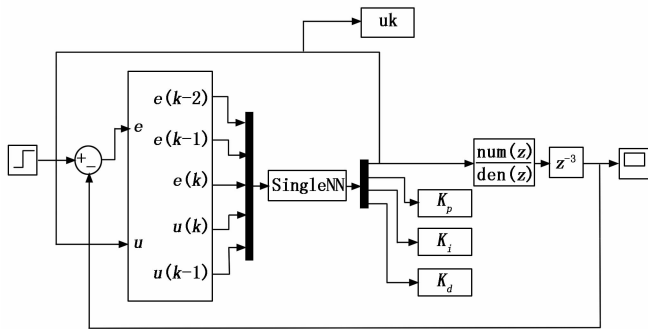 uk
e(k-2)
e
e(k-1)
+
−
e(k)
SingleNN
num(z)
den(z)
z⁻³
K_p
u(k)
u
K_i
u(k-1)
K_d